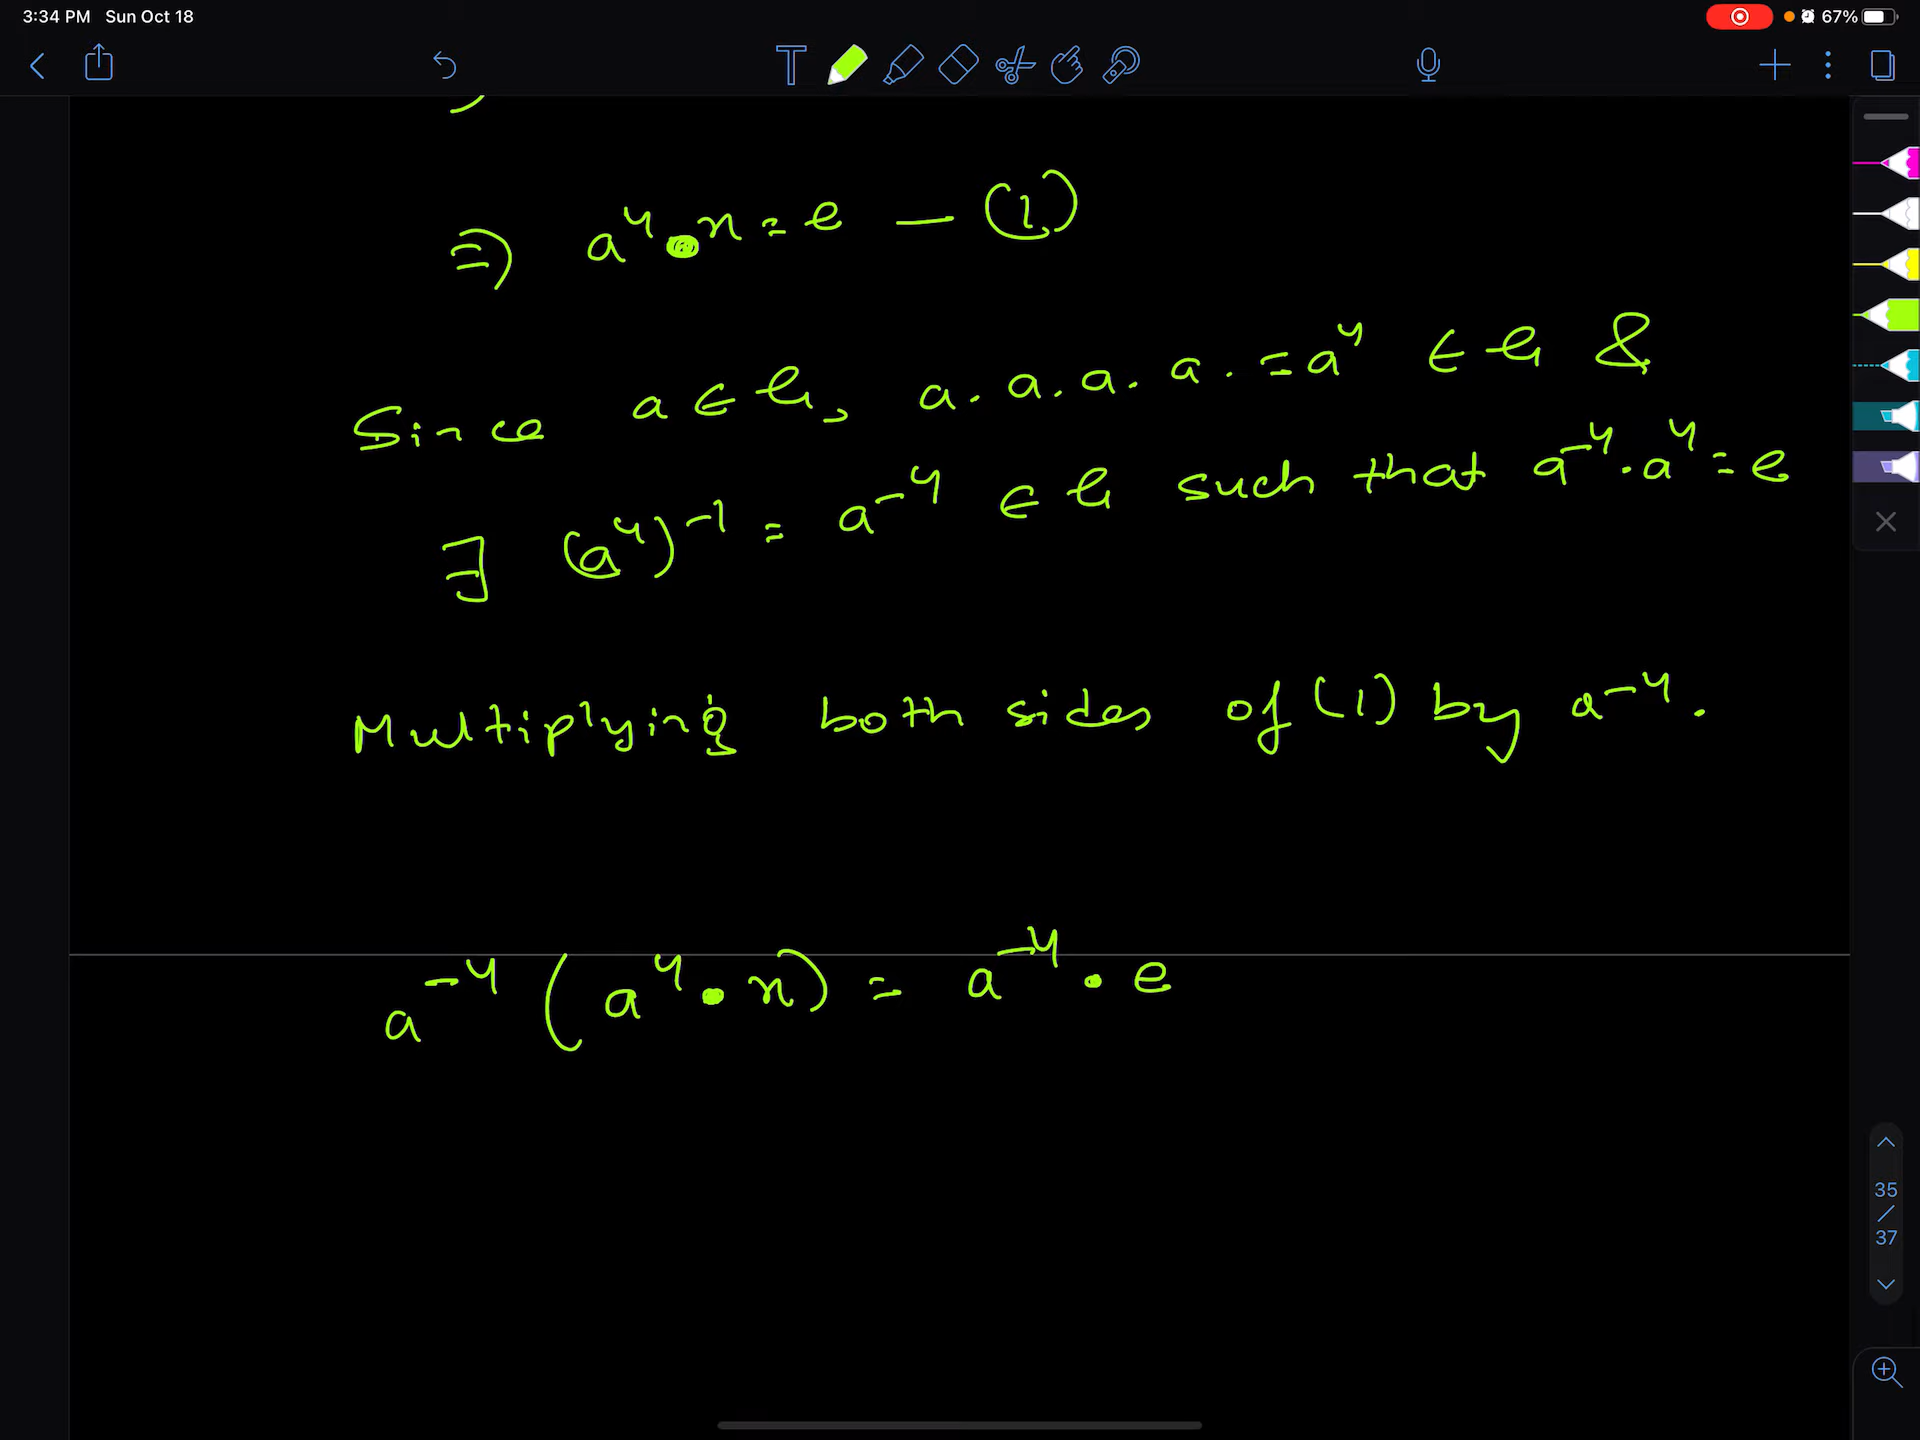 3:34 PM Sun Oct 18
67%
T
⇒ a⁴ • x = e — (1)
Since a ∈ G, a. a. a. a. = a⁴ ∈ G &
∃ (a⁴)⁻¹ = a⁻⁴ ∈ G such that a⁻⁴ . a⁴ = e
Multiplying both sides of (1) by a⁻⁴.
a⁻⁴ ( a⁴ • x ) = a⁻⁴ • e
35
/
37